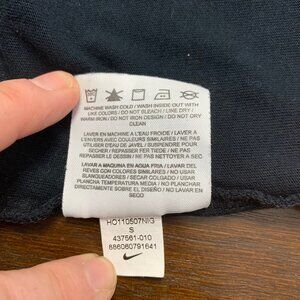 MACHINE WASH COLD / WASH INSIDE OUT WITH
LIKE COLORS / DO NOT BLEACH / LINE DRY /
WARM IRON / DO NOT IRON DESIGN / DO NOT DRY
CLEAN
LAVER EN MACHINE A L'EAU FROIDE / LAVER A
L'ENVERS AVEC COULEURS SIMILAIRES / NE PAS
UTILISER D'EAU DE JAVEL / SUSPENDRE POUR
SECHER / REPASSER FER TIEDE / NE PAS
REPASSER LE DESSIN / NE PAS NETTOYER A SEC
LAVAR A MAQUINA EN AGUA FRIA / LAVAR DEL
REVES CON COLORES SIMILARES / NO USAR
BLANQUEADORES / SECAR COLGADO /
PLANCHA TEMPERATURA MEDIA / NO PLANCHAR
DIRECTAMENTE SOBRE EL DISEÑO / NO LAVAR EN
SECO
HO110507NIG
S
437561-010
886060791641